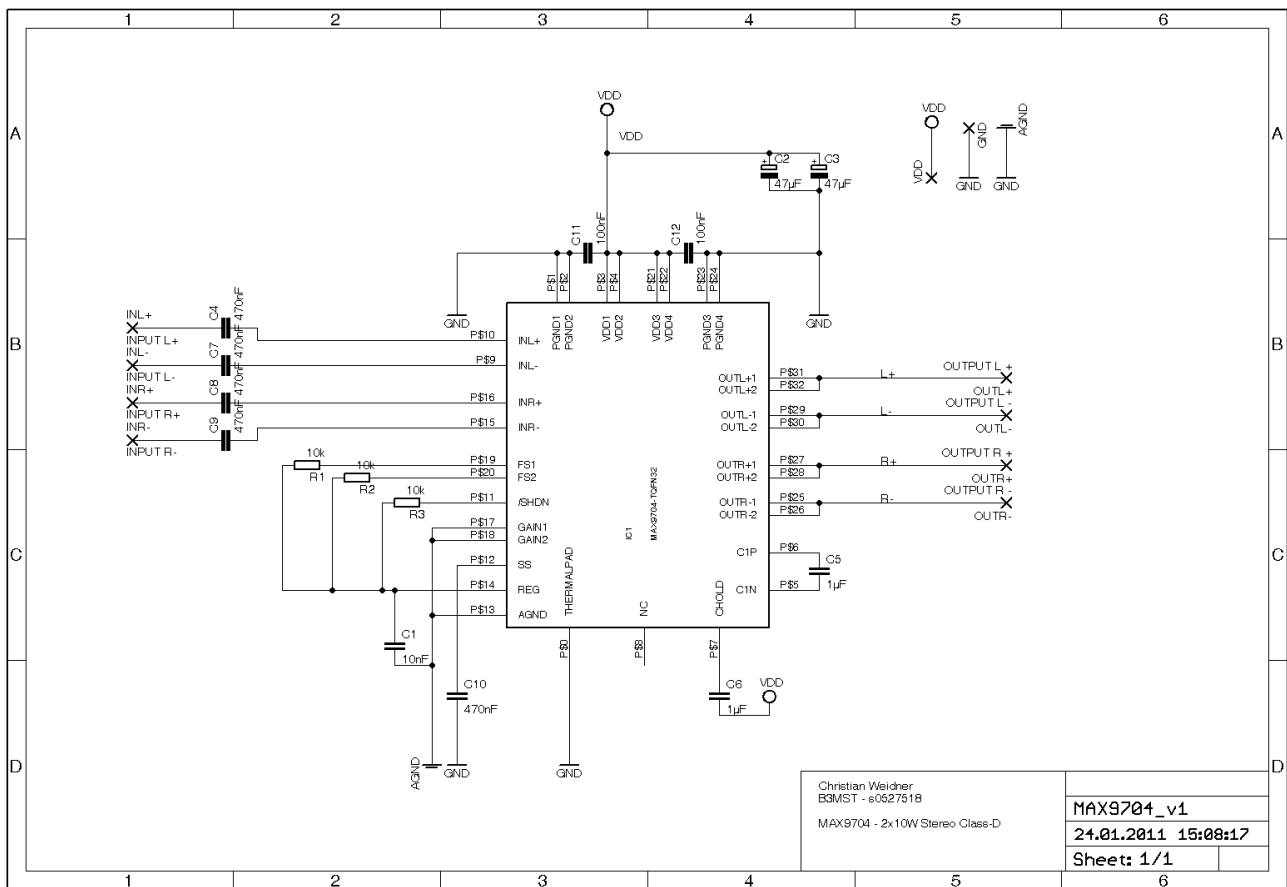 1 2 3 4 5 6
A A
VDD
VDD
VDD
GND
AGND
VDD
GND
GND
C2
47µF
C3
47µF
C11
100nF
C12
100nF
B B
GND
GND
P$1
P$2
P$3
P$4
P$21
P$22
P$23
P$24
PGND1
PGND2
VDD1
VDD2
VDD3
VDD4
PGND3
PGND4
INL+
INPUT L+
C4
470nF
P$10
INL+
INL-
INPUT L-
C7
470nF
P$9
INL-
INR+
INPUT R+
C8
470nF
P$16
INR+
INR-
INPUT R-
C9
470nF
P$15
INR-
10k
R1
P$19
FS1
10k
R2
P$20
FS2
10k
R3
P$11
/SHDN
P$17
GAIN1
P$18
GAIN2
P$12
SS
P$14
REG
P$13
AGND
IC1
MAX9704-TQFN32
OUTL+1
P$31
L+
OUTPUT L +
OUTL+2
P$32
OUTL+
OUTL-1
P$29
L-
OUTPUT L -
OUTL-2
P$30
OUTL-
OUTR+1
P$27
R+
OUTPUT R +
OUTR+2
P$28
OUTR+
OUTR-1
P$25
R-
OUTPUT R -
OUTR-2
P$26
OUTR-
C C
C1P
P$6
C5
1µF
C1N
P$5
THERMALPAD
NC
CHOLD
P$0
P$8
P$7
C1
10nF
C10
470nF
C6
1µF
VDD
D D
AGND
GND
GND
Christian Weidner
B3MST - s0527518
MAX9704 - 2x10W Stereo Class-D
MAX9704_v1
24.01.2011 15:08:17
Sheet: 1/1
1 2 3 4 5 6